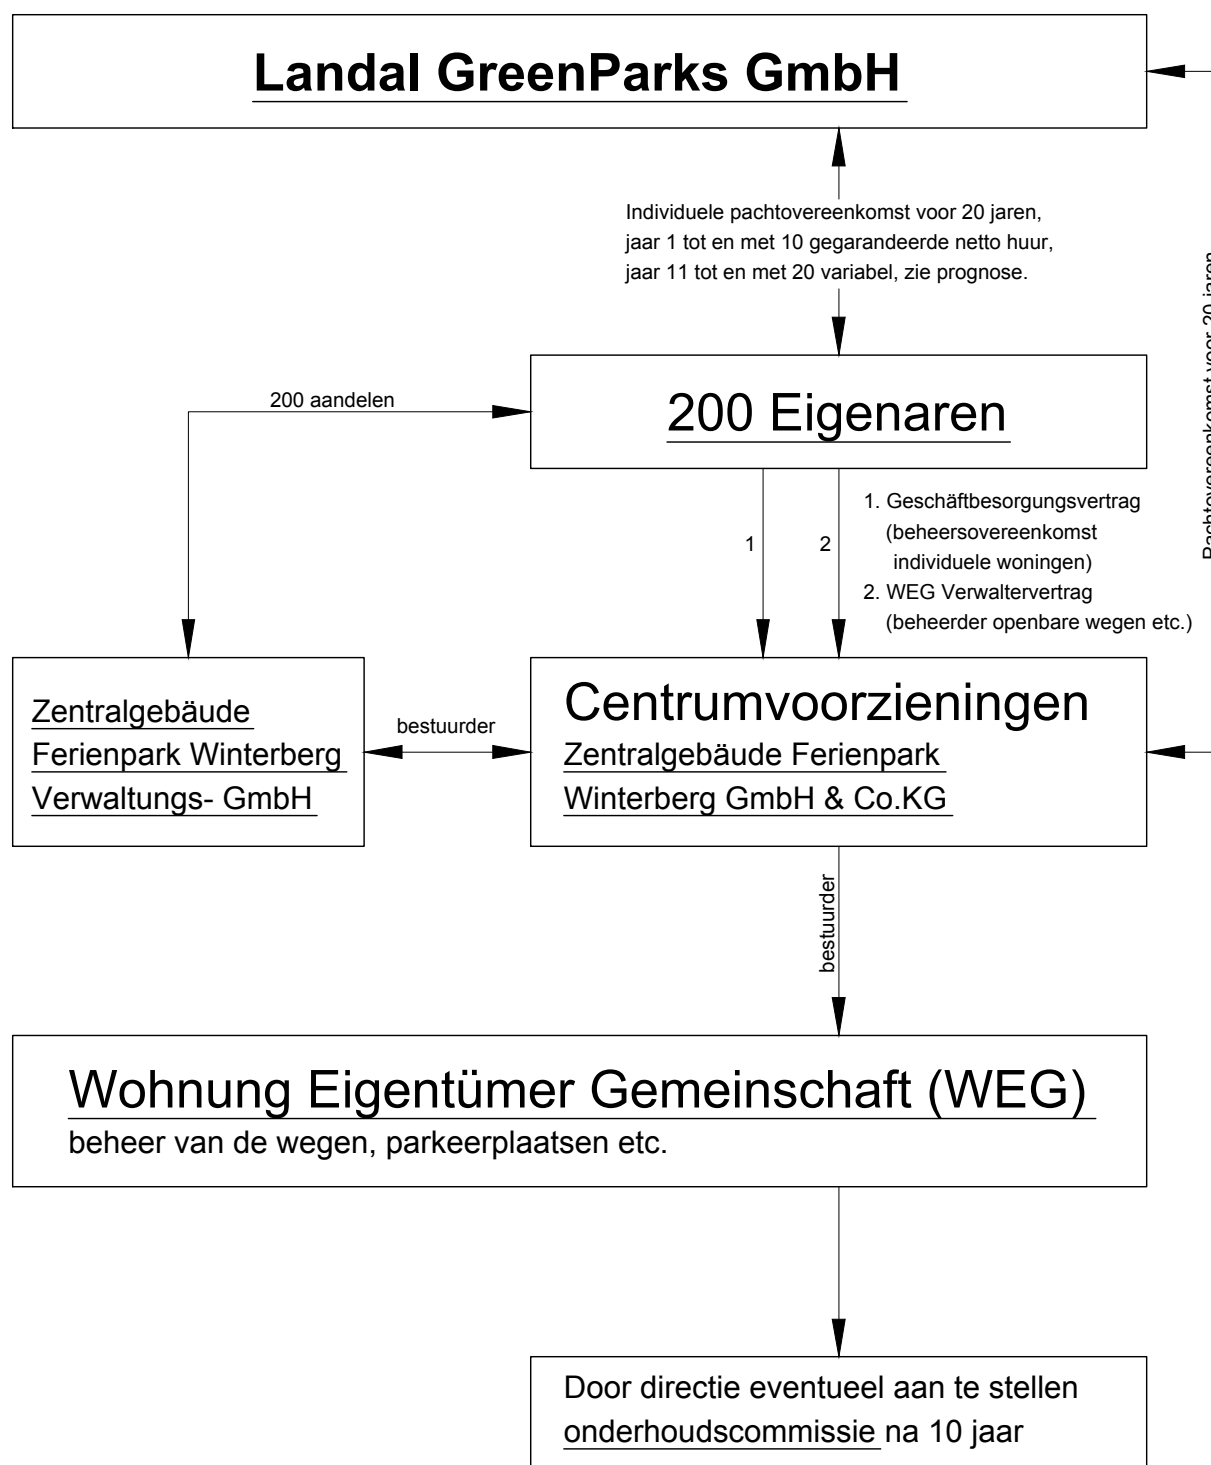 Landal GreenParks GmbH
Individuele pachtovereenkomst voor 20 jaren,
jaar 1 tot en met 10 gegarandeerde netto huur,
jaar 11 tot en met 20 variabel, zie prognose.
Pachtovereenkomst voor 20 jaren
200 aandelen
200 Eigenaren
1
2
1. Geschäftbesorgungsvertrag
(beheersovereenkomst
individuele woningen)
2. WEG Verwaltervertrag
(beheerder openbare wegen etc.)
Zentralgebäude
Ferienpark Winterberg
Verwaltungs- GmbH
bestuurder
Centrumvoorzieningen
Zentralgebäude Ferienpark
Winterberg GmbH & Co.KG
bestuurder
Wohnung Eigentümer Gemeinschaft (WEG)
beheer van de wegen, parkeerplaatsen etc.
Door directie eventueel aan te stellen
onderhoudscommissie na 10 jaar